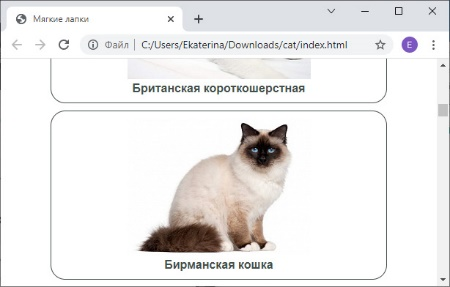 Мягкие лапки
Файл C:/Users/Ekaterina/Downloads/cat/index.html
E
Британская короткошерстная
Бирманская кошка